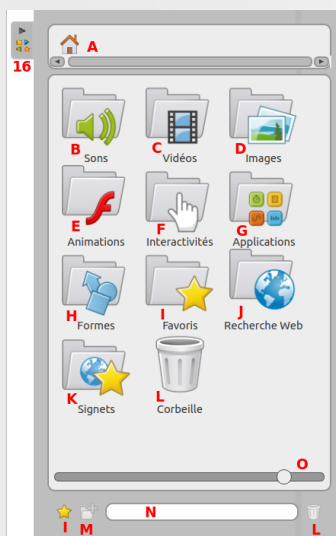 A
16
B Sons
C Vidéos
D Images
E Animations
F Interactivités
G Applications
H Formes
I Favoris
J Recherche Web
K Signets
L Corbeille
O
I M N L